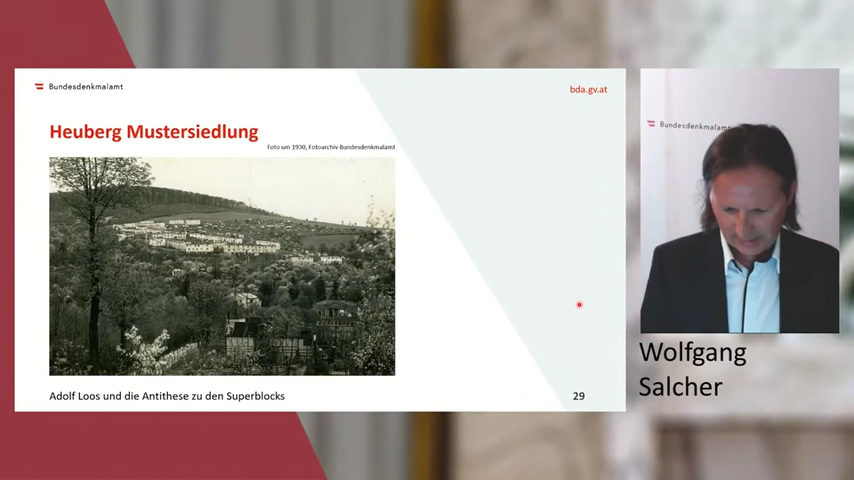 Bundesdenkmalamt
bda.gv.at
Heuberg Mustersiedlung
Foto um 1930, Fotoarchiv Bundesdenkmalamt
Adolf Loos und die Antithese zu den Superblocks
29
Bundesdenkmalamt
Wolfgang
Salcher